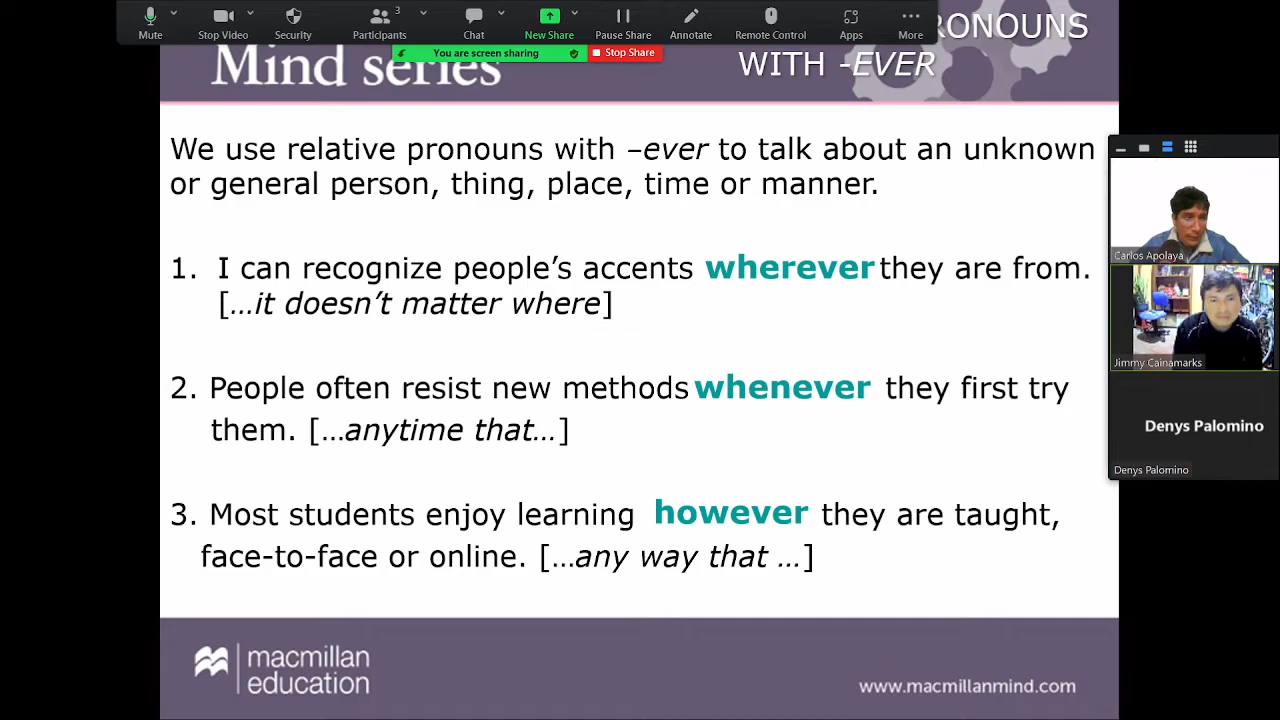 3
Mute
Stop Video
Security
Participants
Chat
New Share
Pause Share
Annotate
Remote Control
Apps
More
You are screen sharing
Stop Share
Mind series
WITH -EVER
We use relative pronouns with –ever to talk about an unknown
or general person, thing, place, time or manner.
1. I can recognize people's accents wherever they are from.
[…it doesn't matter where]
2. People often resist new methods whenever they first try
them. […anytime that…]
3. Most students enjoy learning however they are taught,
face-to-face or online. […any way that …]
macmillan
education
www.macmillanmind.com
Carlos Apolaya
Jimmy Cainamarks
Denys Palomino
Denys Palomino